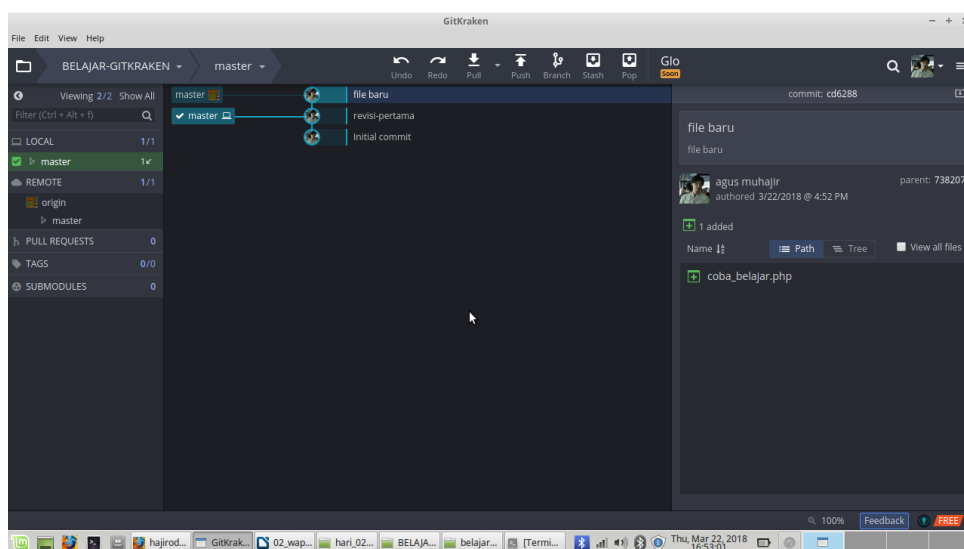 GitKraken
File Edit View Help
BELAJAR-GITKRAKEN
master
Undo Redo Pull Push Branch Stash Pop
Glo
Soon
Viewing 2/2 Show All
Filter (Ctrl + Alt + f)
LOCAL 1/1
master 1
REMOTE 1/1
origin
master
PULL REQUESTS 0
TAGS 0/0
SUBMODULES 0
master file baru
master revisi-pertama
Initial commit
commit: cd6288
file baru
file baru
agus muhajir
authored 3/22/2018 @ 4:52 PM
parent: 738207
1 added
Name Path Tree View all files
coba_belajar.php
100% Feedback FREE
hajirod... GitKrak... 02_wap... hari_02... BELAJA... belajar... [Termi... Thu, Mar 22, 2018
16:53:01